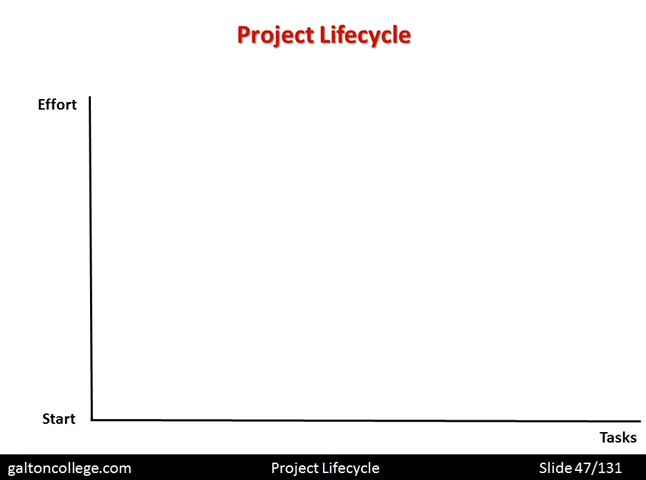 Project Lifecycle
Effort
Start
Tasks
galtoncollege.com Project Lifecycle Slide 47/131